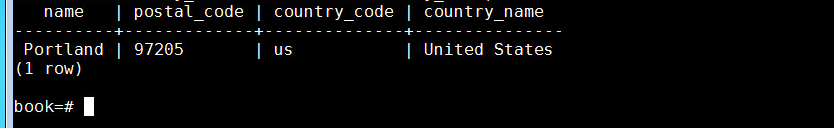 name | postal_code | country_code | country_name
----------+-------------+--------------+---------------
Portland | 97205 | us | United States
(1 row)
book=#